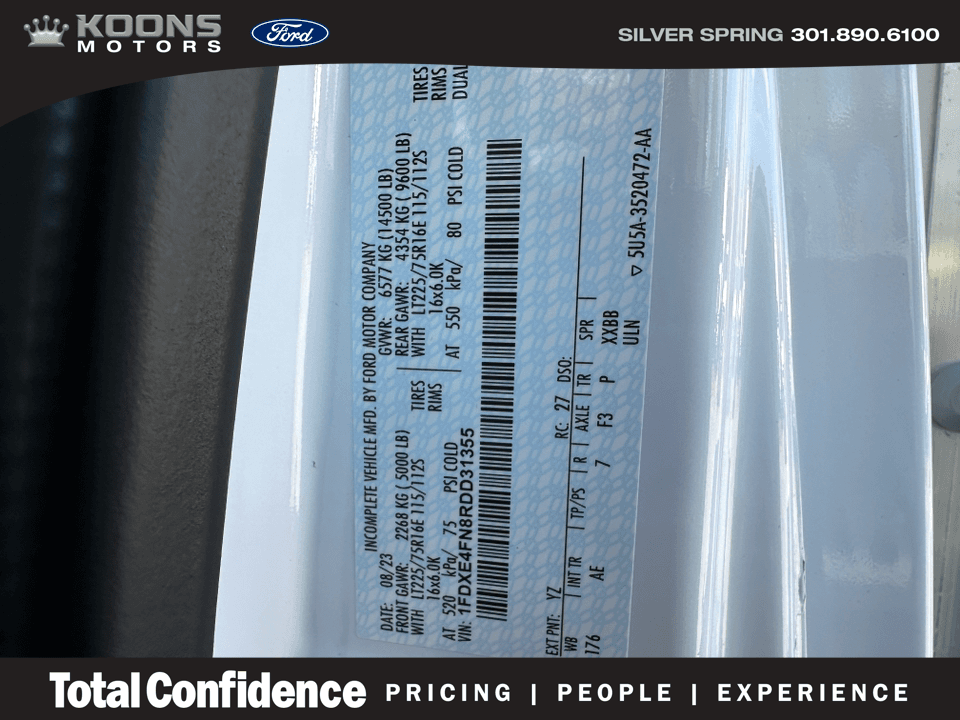 KOONS
MOTORS
Ford
SILVER SPRING 301.890.6100
INCOMPLETE VEHICLE MFD. BY FORD MOTOR COMPANY
DATE: 08/23 GVWR: 6577 KG (14500 LB)
FRONT GAWR: 2268 KG ( 5000 LB) REAR GAWR: 4354 KG ( 9600 LB)
WITH LT225/75R16E 115/112S TIRES WITH LT225/75R16E 115/112S TIRES
16x6.0K RIMS 16x6.0K RIMS
AT 520 kPa/ 75 PSI COLD AT 550 kPa/ 80 PSI COLD DUAL
VIN: 1FDXE4FN8RDD31355
EXT PNT: YZ RC: 27 DSO:
WB INT TR TP/PS R AXLE TR SPR
176 AE 7 F3 P XXBB
ULN
▽ 5U5A-3520472-AA
Total Confidence PRICING | PEOPLE | EXPERIENCE